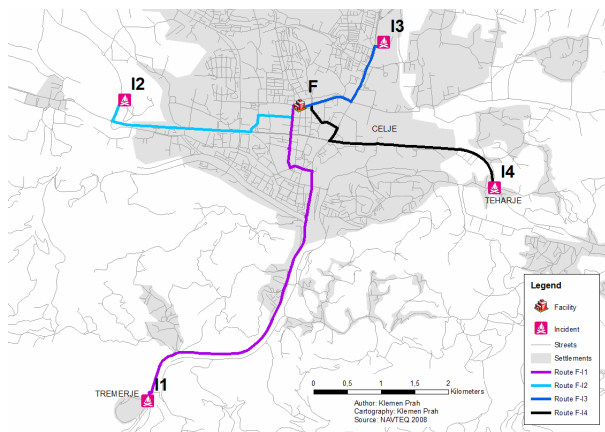 I3
I2
F
CELJE
I4
TEHARJE
TREMERJE
I1
0 0,5 1 1,5 2
Kilometers
Author: Klemen Prah
Cartography: Klemen Prah
Source: NAVTEQ 2008
Legend
Facility
Incident
Streets
Settlements
Route F-I1
Route F-I2
Route F-I3
Route F-I4